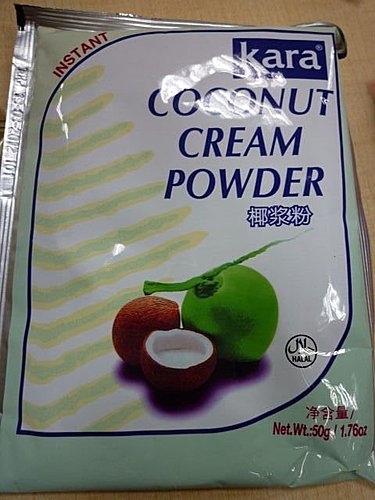 INSTANT
kara®
COCONUT
CREAM
POWDER
椰浆粉
HALAL
净含量/
Net.Wt.:50g / 1.76oz